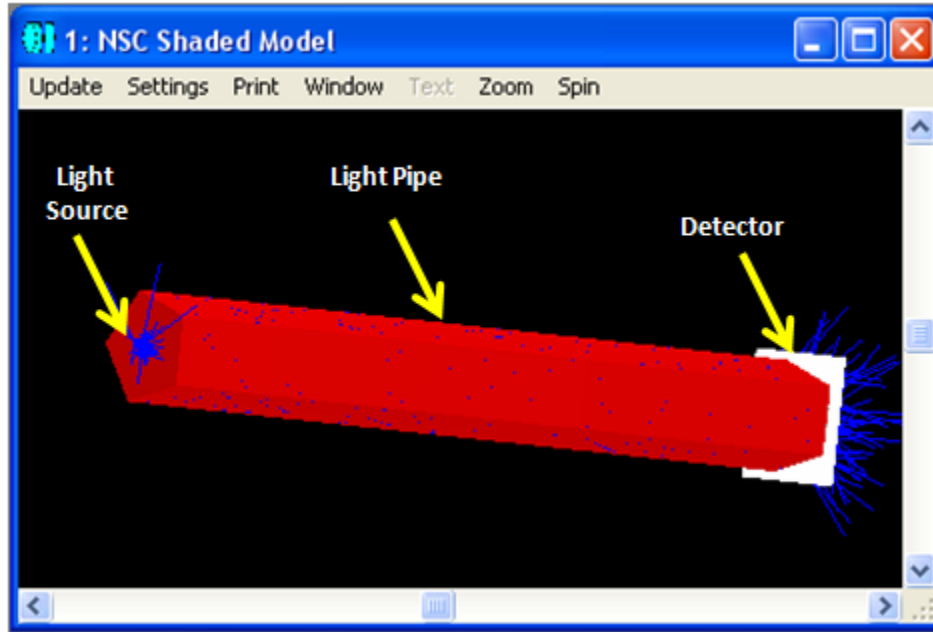 1: NSC Shaded Model
Update Settings Print Window Text Zoom Spin
Light
Source
Light Pipe
Detector